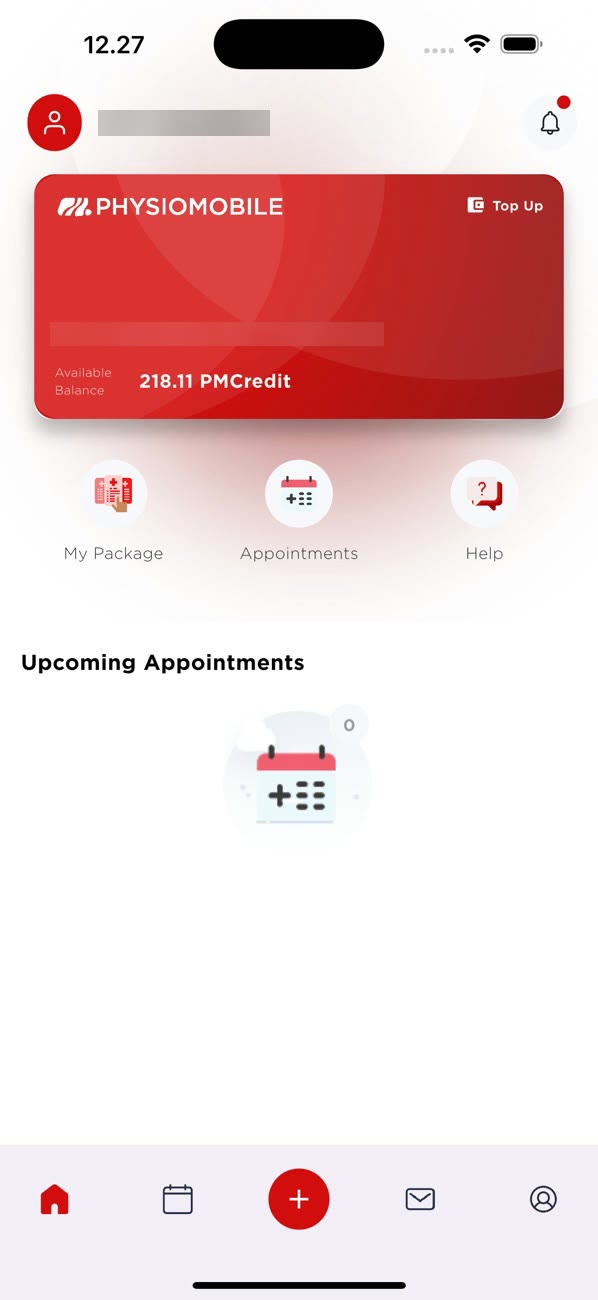 12.27
PHYSIOMOBILE
Top Up
Available
Balance
218.11 PMCredit
?
My Package
Appointments
Help
Upcoming Appointments
0